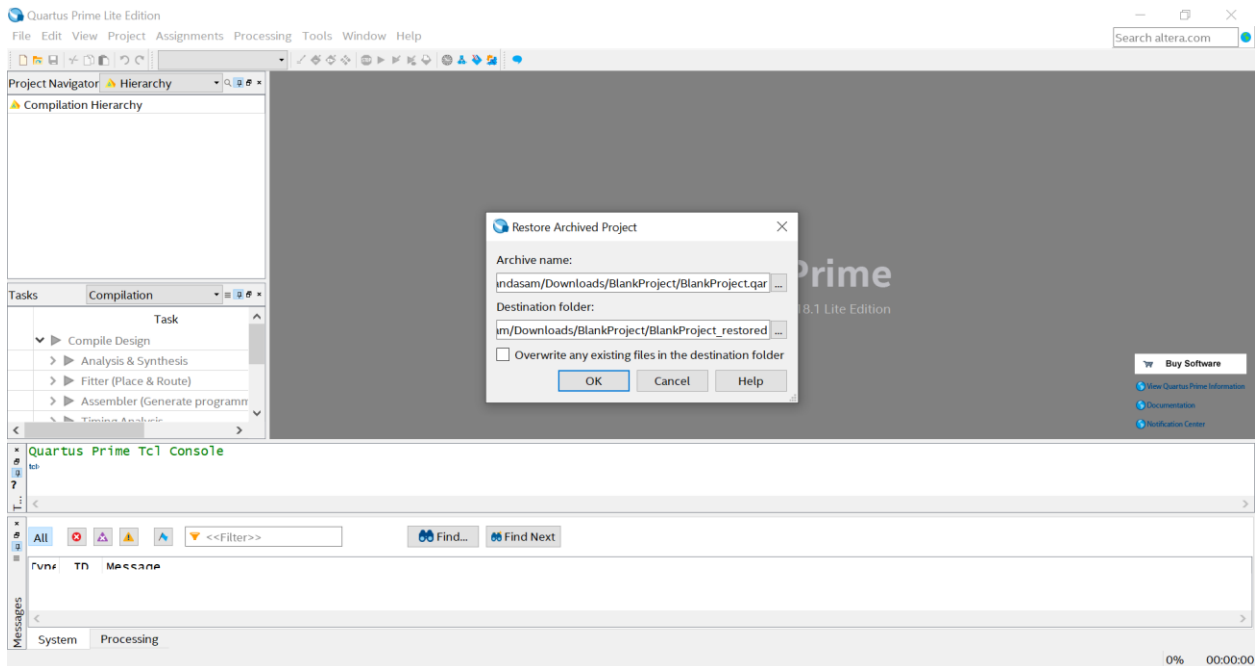 Quartus Prime Lite Edition
File Edit View Project Assignments Processing Tools Window Help
Search altera.com
Project Navigator Hierarchy
Compilation Hierarchy
Restore Archived Project
Archive name:
ndasam/Downloads/BlankProject/BlankProject.qar ...
Destination folder:
m/Downloads/BlankProject/BlankProject_restored ...
Overwrite any existing files in the destination folder
OK Cancel Help
Prime
18.1 Lite Edition
Tasks Compilation
Task
Compile Design
Analysis & Synthesis
Fitter (Place & Route)
Assembler (Generate programm
Timing Analysis
Buy Software
View Quartus Prime Information
Documentation
Notification Center
Quartus Prime Tcl Console
tcl>
T...
All <<Filter>> Find... Find Next
Type ID Message
Messages
System Processing
0% 00:00:00